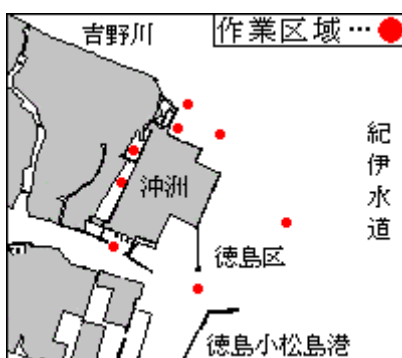 吉野川
作業区域…●
紀伊水道
沖洲
徳島区
徳島小松島港